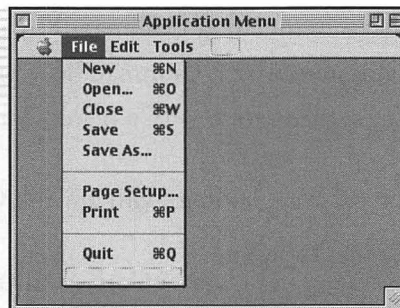 Application Menu
File Edit Tools
New ⌘N
Open... ⌘O
Close ⌘W
Save ⌘S
Save As...
Page Setup...
Print ⌘P
Quit ⌘Q